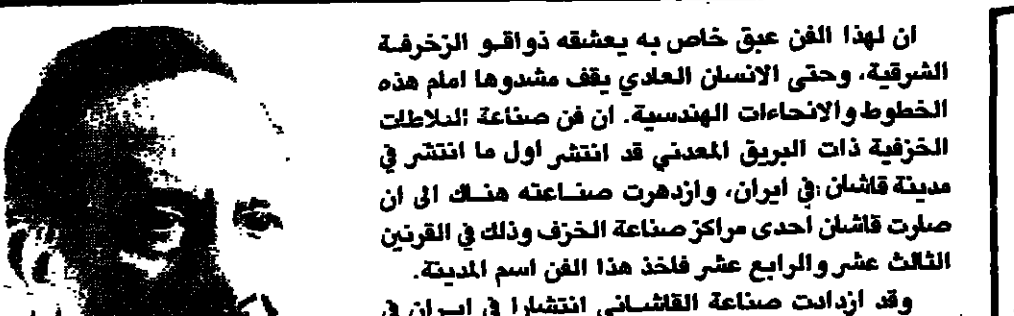 ان لهذا الفن عبق خاص به يعشقه ذواقو الزخرفة
الشرقية، وحتى الانسان العادي يقف مشدوها امام هذه
الخطوط والانحاءات الهندسية. ان فن صناعة البلاطات
الخزفية ذات البريق المعدني قد انتشر أول ما انتشر في
مدينة قاشان في ايران، وازدهرت صناعته هناك الى ان
صارت قاشان أحدى مراكز صناعة الخزف وذلك في القرنين
الثالث عشر والرابع عشر فاخذ هذا الفن اسم المدينة.
وقد ازدادت صناعة القاشاني انتشارا في ايران في